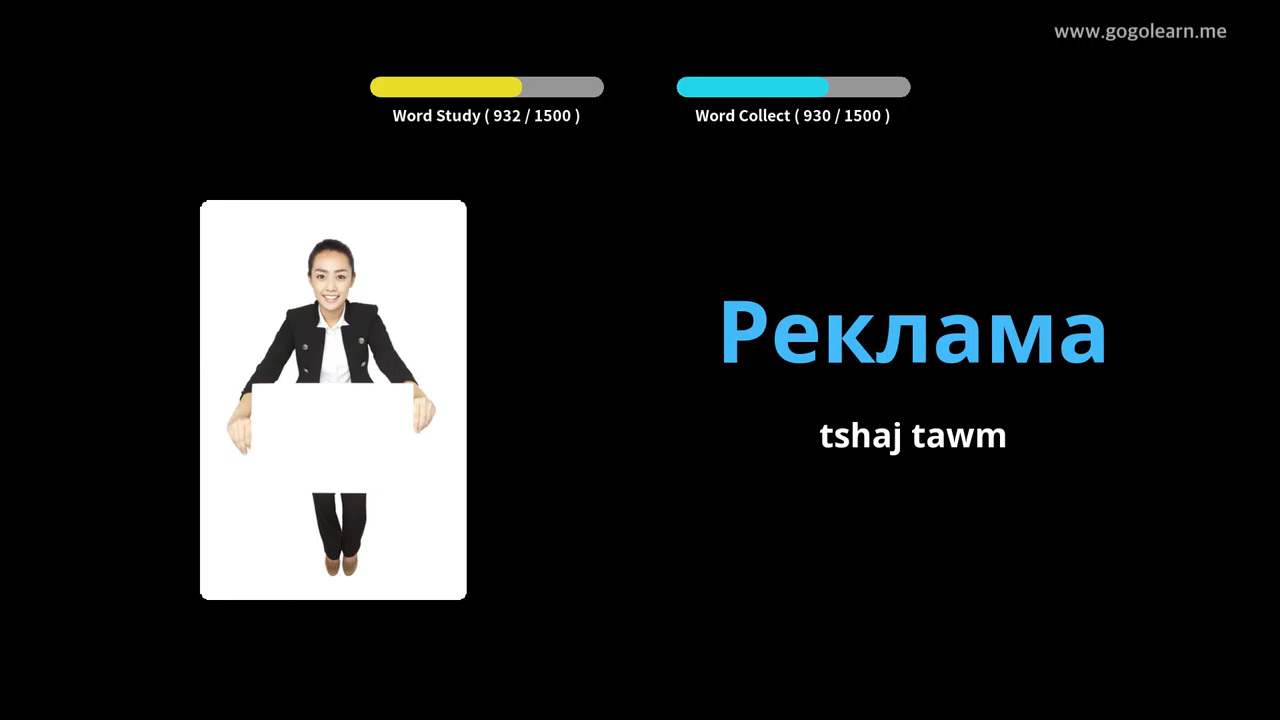 www.gogolearn.me
Word Study ( 932 / 1500 )
Word Collect ( 930 / 1500 )
Реклама
tshaj tawm